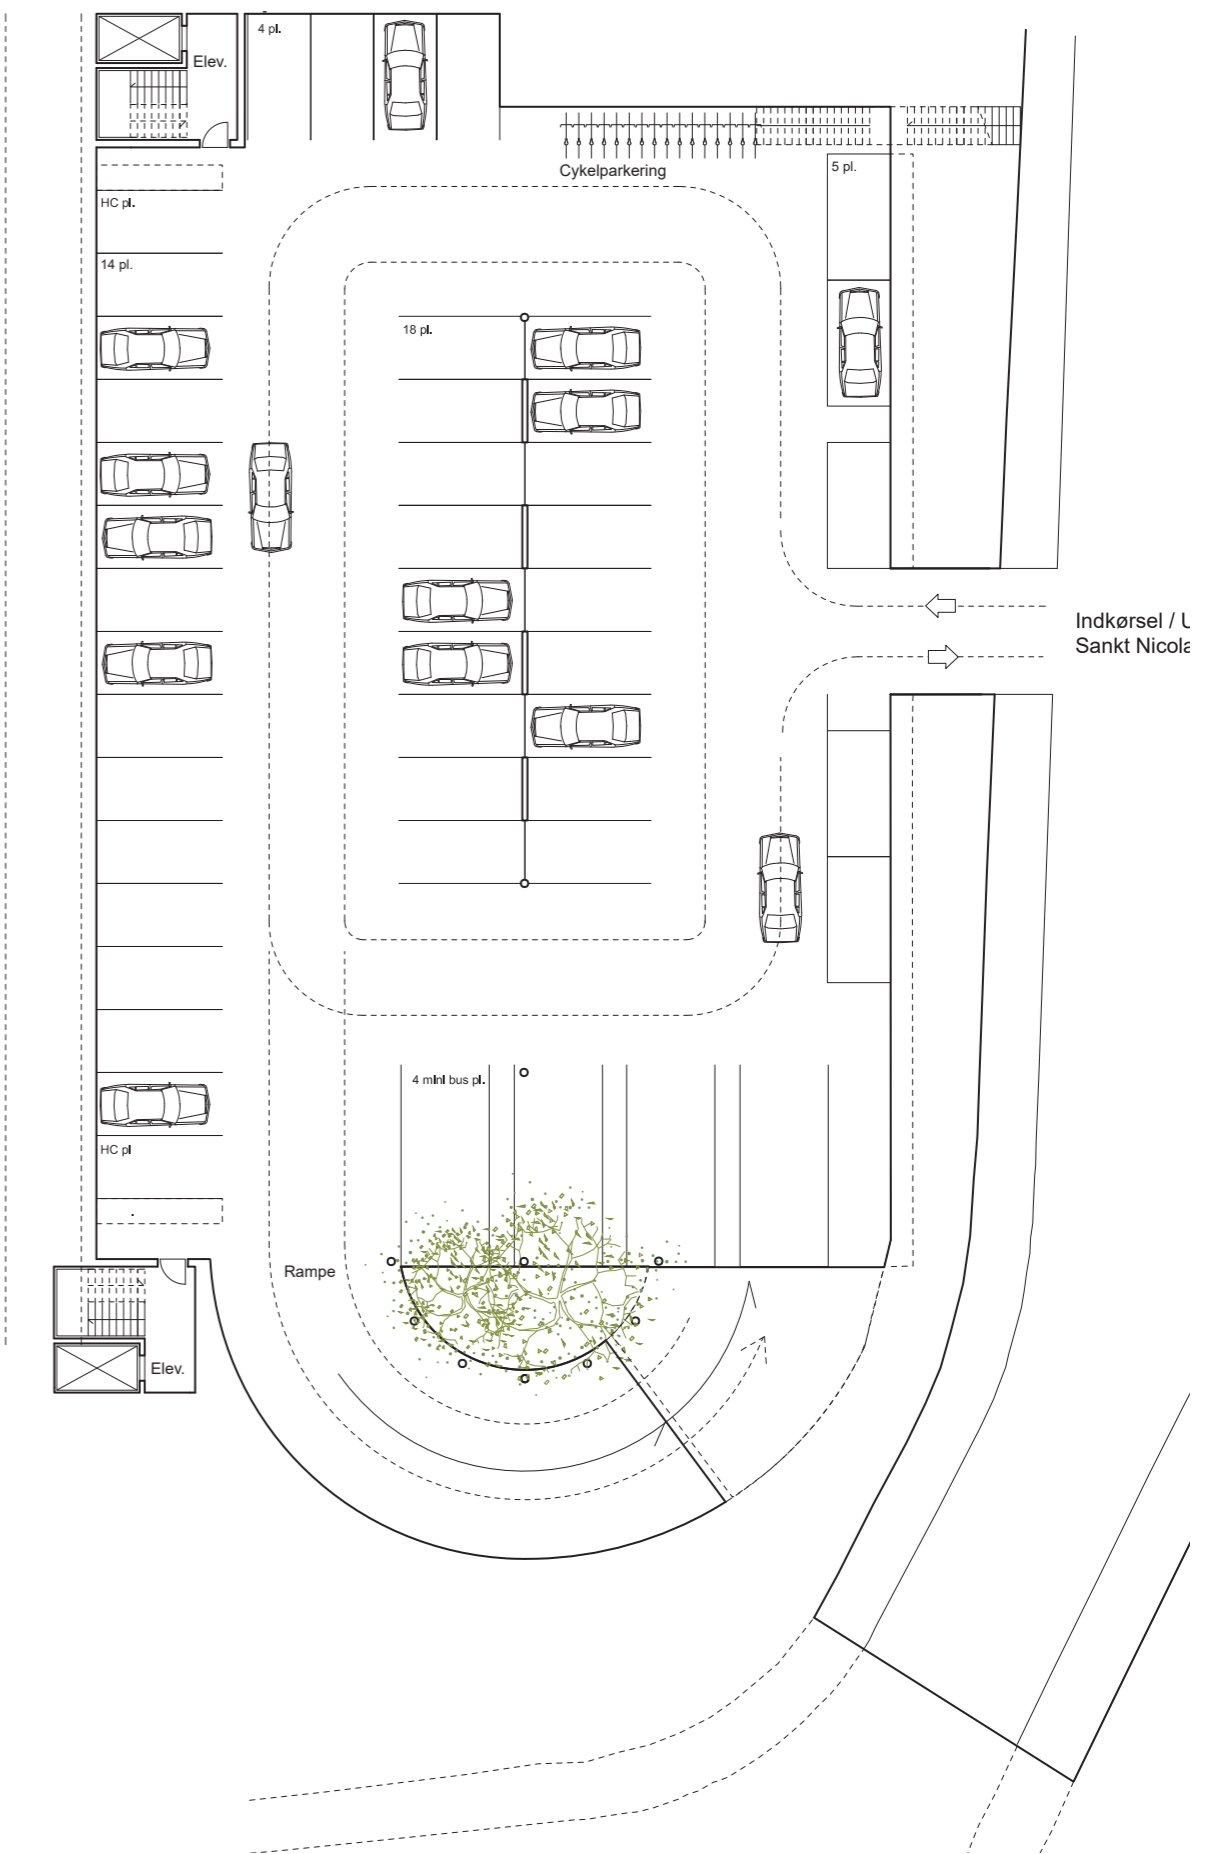 4 pl.
Elev.
Cykelparkering
5 pl.
HC pl.
14 pl.
18 pl.
Indkørsel / U
Sankt Nicola
4 mini bus pl.
HC pl
Rampe
Elev.